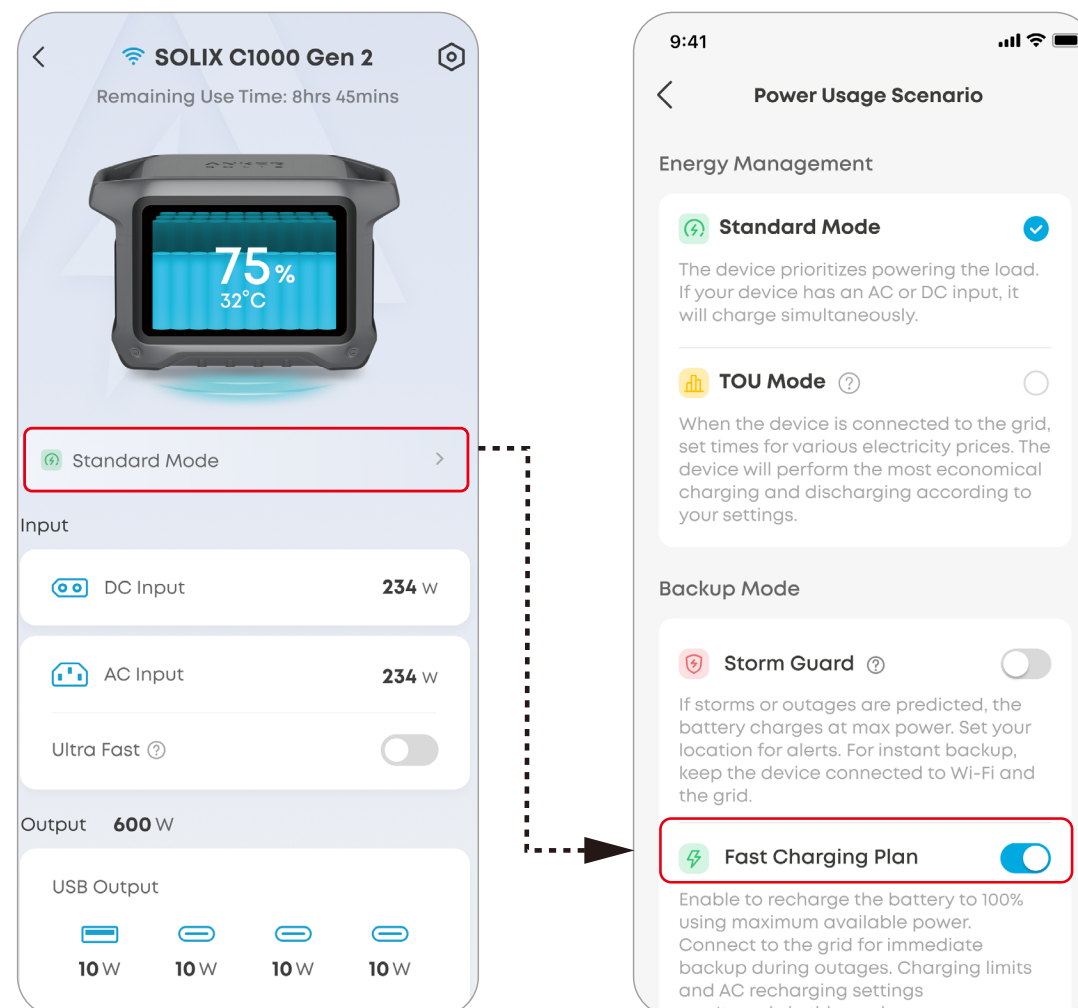 SOLIX C1000 Gen 2
Remaining Use Time: 8hrs 45mins
ANKER
SOLIX
75%
32°C
Standard Mode
Input
DC Input 234 W
AC Input 234 W
Ultra Fast ?
Output 600 W
USB Output
10 W 10 W 10 W 10 W
9:41
Power Usage Scenario
Energy Management
Standard Mode
The device prioritizes powering the load.
If your device has an AC or DC input, it
will charge simultaneously.
TOU Mode ?
When the device is connected to the grid,
set times for various electricity prices. The
device will perform the most economical
charging and discharging according to
your settings.
Backup Mode
Storm Guard ?
If storms or outages are predicted, the
battery charges at max power. Set your
location for alerts. For instant backup,
keep the device connected to Wi-Fi and
the grid.
Fast Charging Plan
Enable to recharge the battery to 100%
using maximum available power.
Connect to the grid for immediate
backup during outages. Charging limits
and AC recharging settings